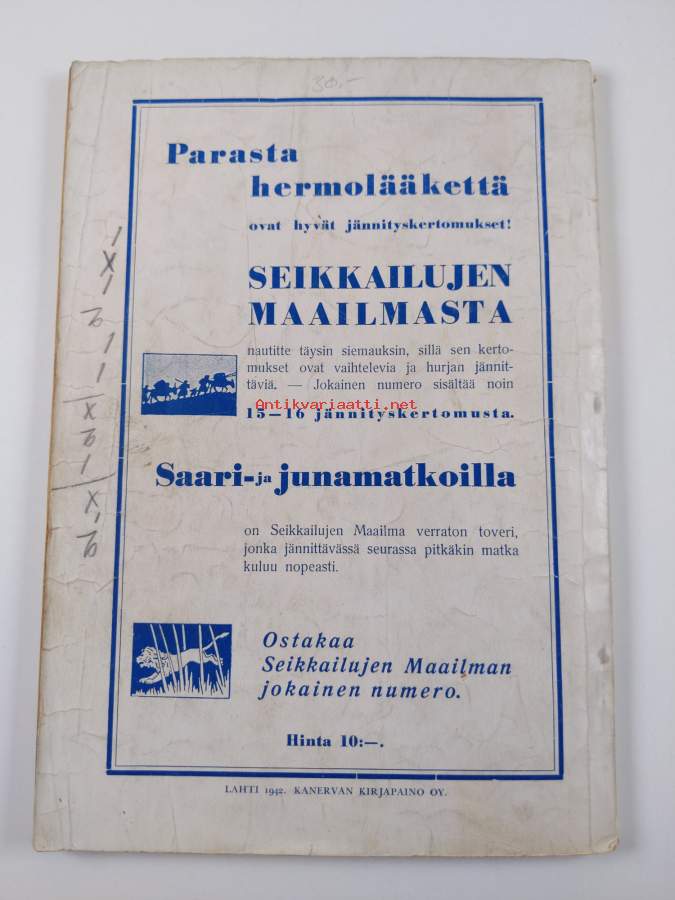 30.-
Parasta
hermolääkettä
ovat hyvät jännityskertomukset!
SEIKKAILUJEN
MAAILMASTA
nautitte täysin siemauksin, sillä sen kerto-
mukset ovat vaihtelevia ja hurjan jännit-
täviä. — Jokainen numero sisältää noin
Antikvariaatti.net
15—16 jännityskertomusta.
Saari- ja junamatkoilla
on Seikkailujen Maailma verraton toveri,
jonka jännittävässä seurassa pitkäkin matka
kuluu nopeasti.
Ostakaa
Seikkailujen Maailman
jokainen numero.
Hinta 10:—.
LAHTI 1942. KANERVAN KIRJAPAINO OY.